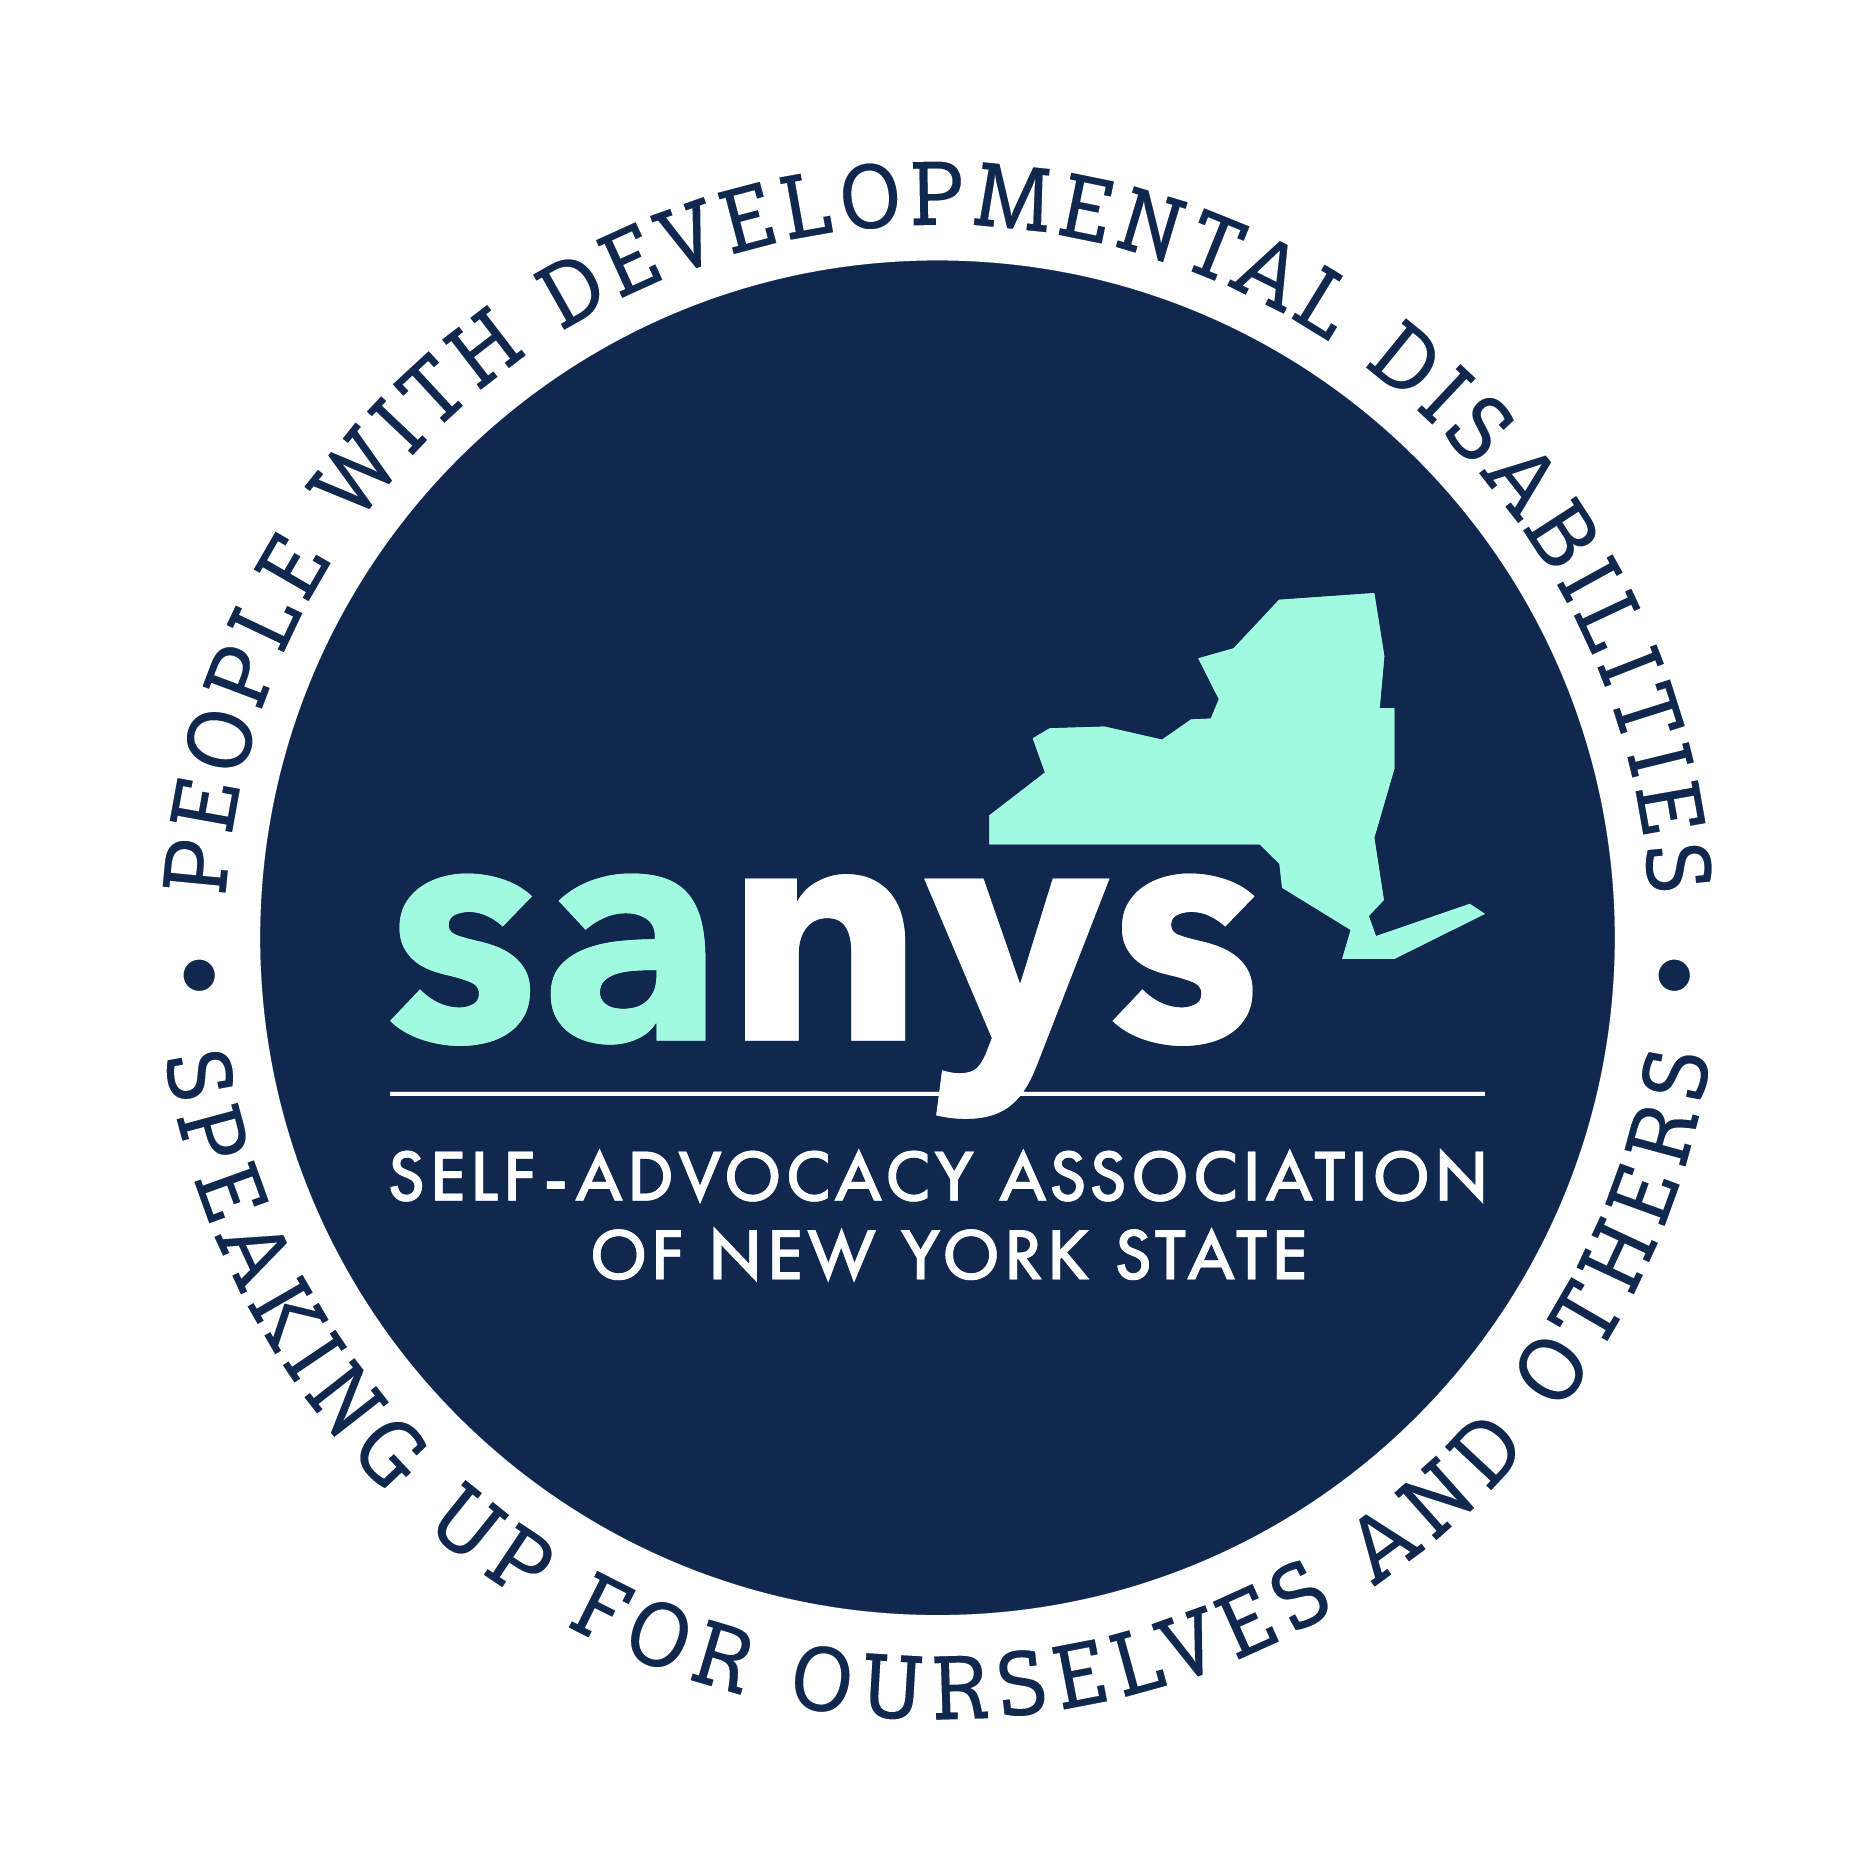 PEOPLE WITH DEVELOPMENTAL DISABILITIES
sanys
SELF-ADVOCACY ASSOCIATION
OF NEW YORK STATE
• SPEAKING UP FOR OURSELVES AND OTHERS •